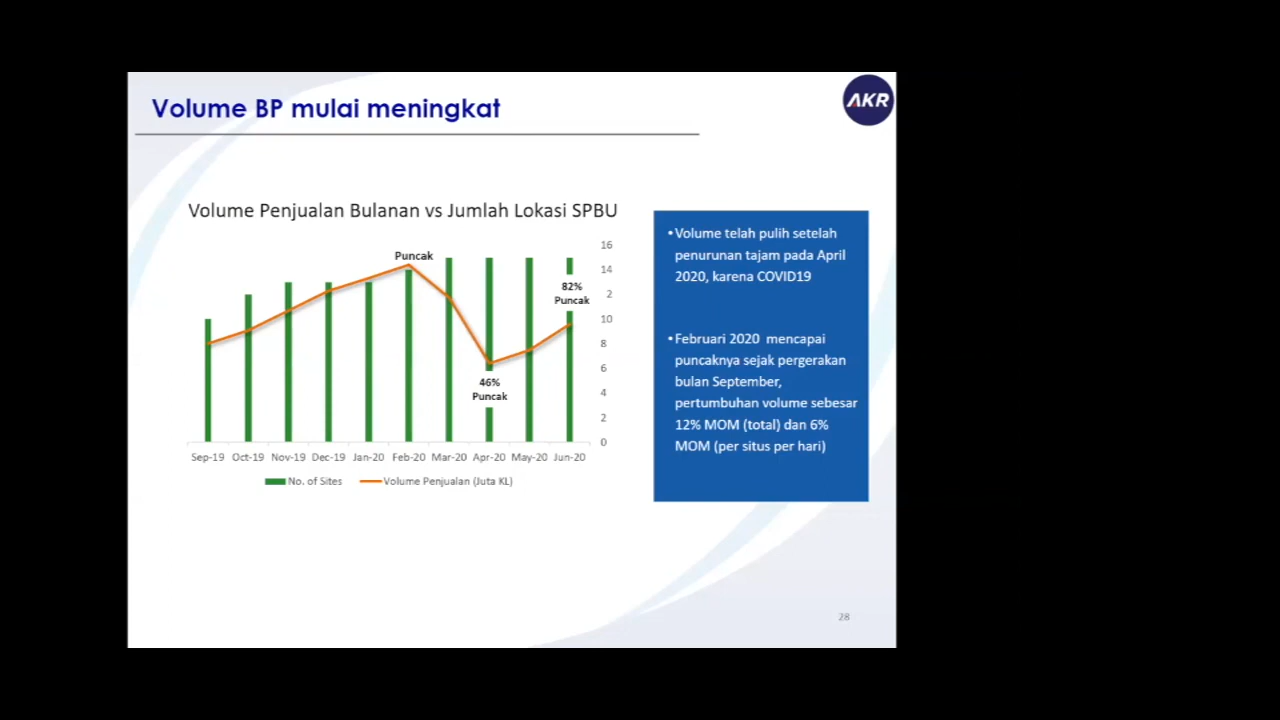 Volume BP mulai meningkat
AKR
Volume Penjualan Bulanan vs Jumlah Lokasi SPBU
Puncak
16
14
2
10
8
6
4
2
0
82%
Puncak
46%
Puncak
Sep-19 Oct-19 Nov-19 Dec-19 Jan-20 Feb-20 Mar-20 Apr-20 May-20 Jun-20
No. of Sites Volume Penjualan (Juta KL)
•Volume telah pulih setelah
penurunan tajam pada April
2020, karena COVID19
•Februari 2020 mencapai
puncaknya sejak pergerakan
bulan September,
pertumbuhan volume sebesar
12% MOM (total) dan 6%
MOM (per situs per hari)
28